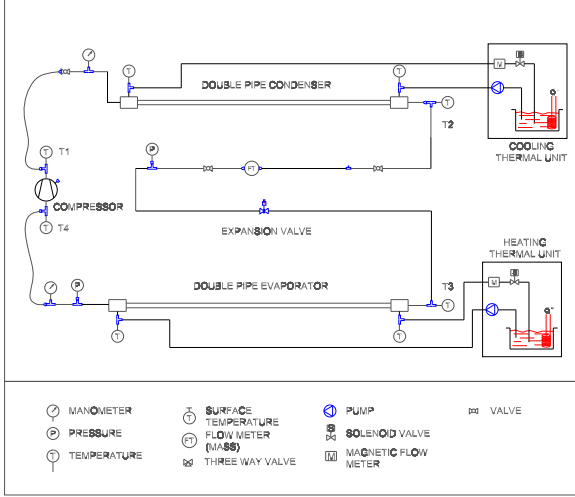 T
T
M
S
DOUBLE PIPE CONDENSER
T
T2
COOLING
THERMAL UNIT
T
T1
P
FT
COMPRESSOR
T
T4
EXPANSION VALVE
HEATING
THERMAL UNIT
P
DOUBLE PIPE EVAPORATOR
T3
T
M
S
T
T
MANOMETER
P
PRESSURE
T
TEMPERATURE
T
SURFACE
TEMPERATURE
FT
FLOW METER
(MASS)
THREE WAY VALVE
PUMP
S
SOLENOID VALVE
M
MAGNETIC FLOW
METER
VALVE